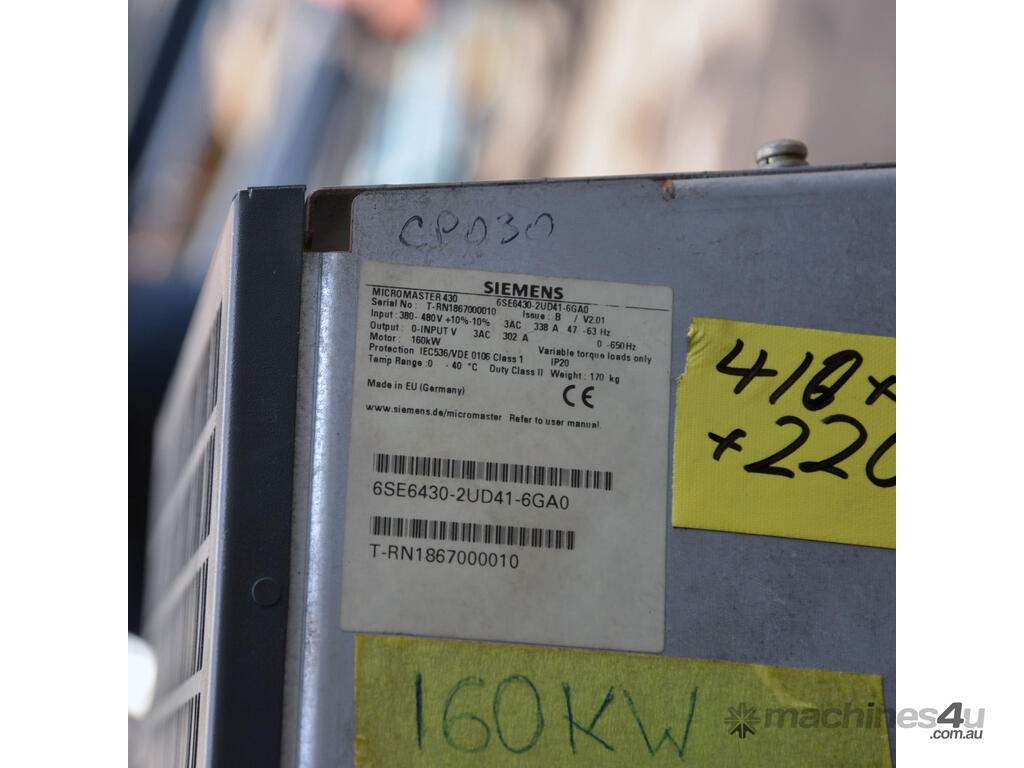 CP030
SIEMENS
MICROMASTER 430 6SE6430-2UD41-6GA0
Serial No : T-RN1867000010 Issue : B / V2.01
Input : 380- 480V +10%-10% 3AC 338 A 47 -63 Hz
Output : 0-INPUT V 3AC 302 A 0 -650Hz
Motor : 160kW Variable torque loads only
Protection IEC536/VDE 0106 Class 1 IP20
Temp Range :0 - 40 °C Duty Class II Weight : 170 kg
Made in EU (Germany) CE
www.siemens.de/micromaster Refer to user manual.
6SE6430-2UD41-6GA0
T-RN1867000010
+220
160KW
machines4u
.com.au